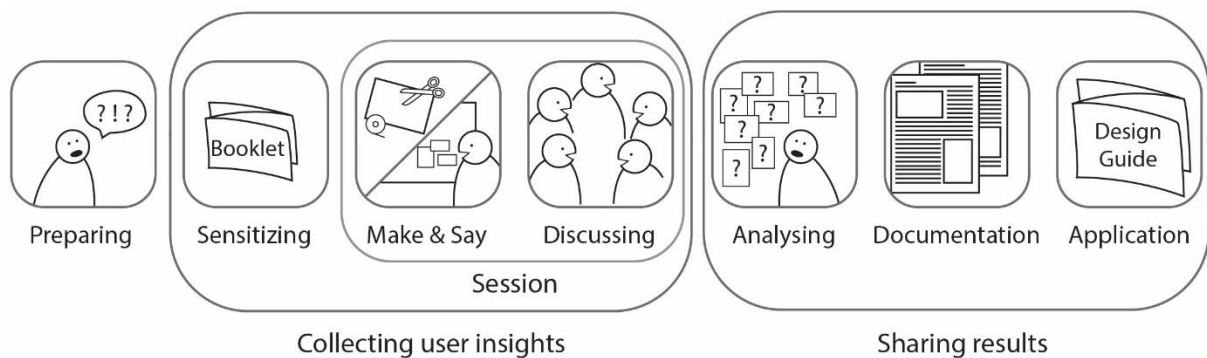 ?!?
Booklet
?
?
?
?
?
?
?
?
Design
Guide
Preparing
Sensitizing
Make & Say
Discussing
Analysing
Documentation
Application
Session
Collecting user insights
Sharing results